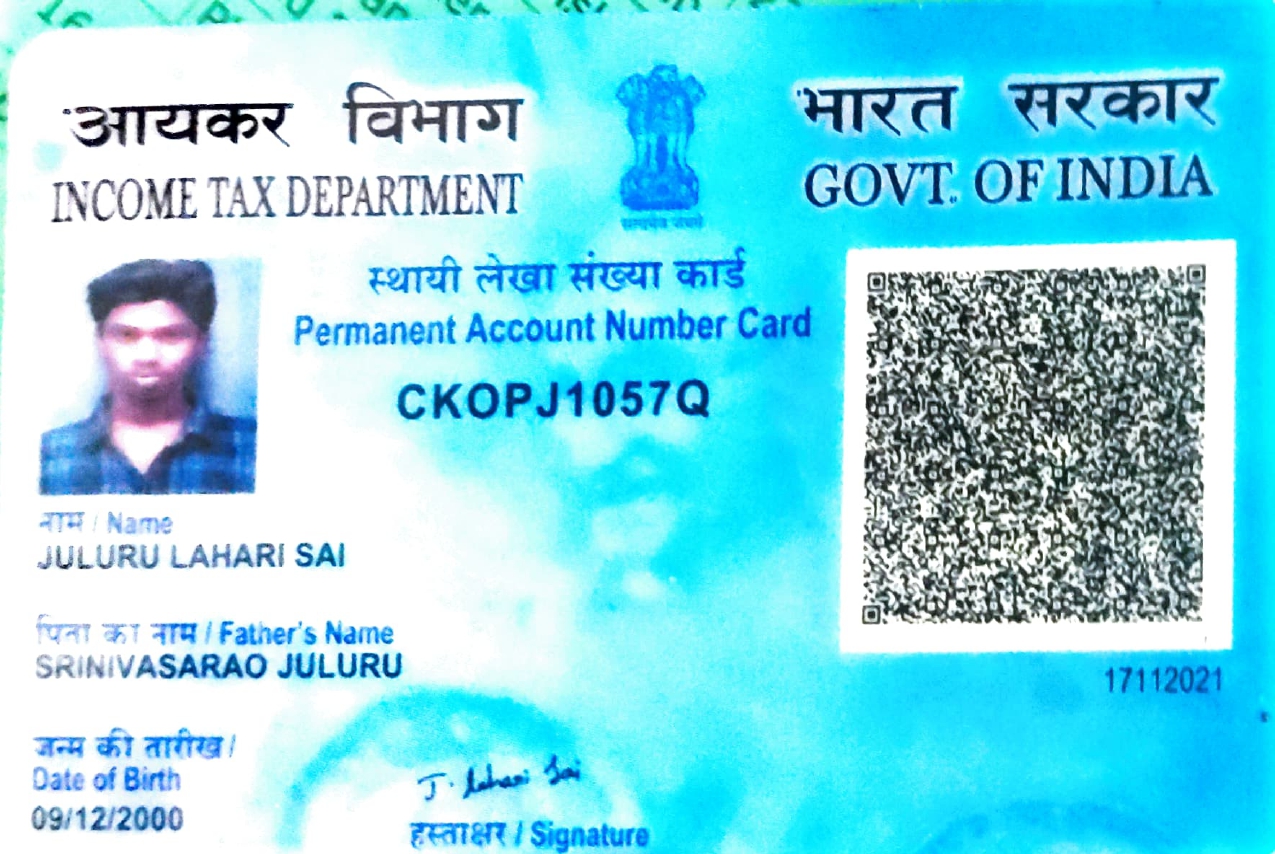 आयकर विभाग
INCOME TAX DEPARTMENT
भारत सरकार
GOVT. OF INDIA
सत्यमेव जयते
स्थायी लेखा संख्या कार्ड
Permanent Account Number Card
CKOPJ1057Q
नाम / Name
JULURU LAHARI SAI
पिता का नाम / Father's Name
SRINIVASARAO JULURU
17112021
जन्म की तारीख /
Date of Birth
09/12/2000
J. Lahari Sai
हस्ताक्षर / Signature